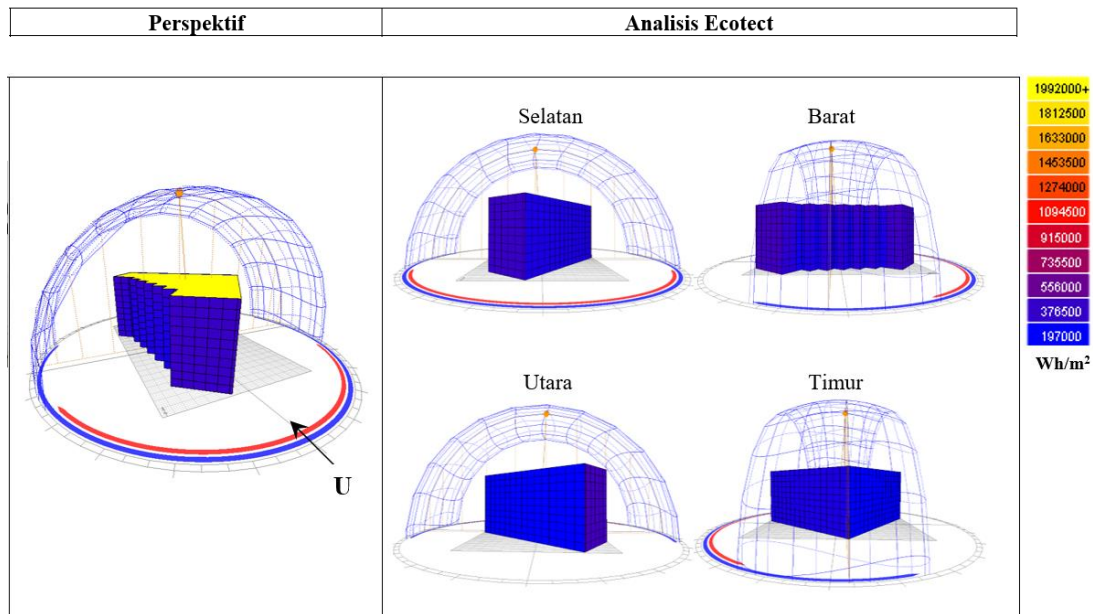 Perspektif
Analisis Ecotect
Selatan
Barat
Utara
Timur
U
1992000+
1812500
1633000
1453500
1274000
1094500
915000
735500
556000
376500
197000
Wh/m²